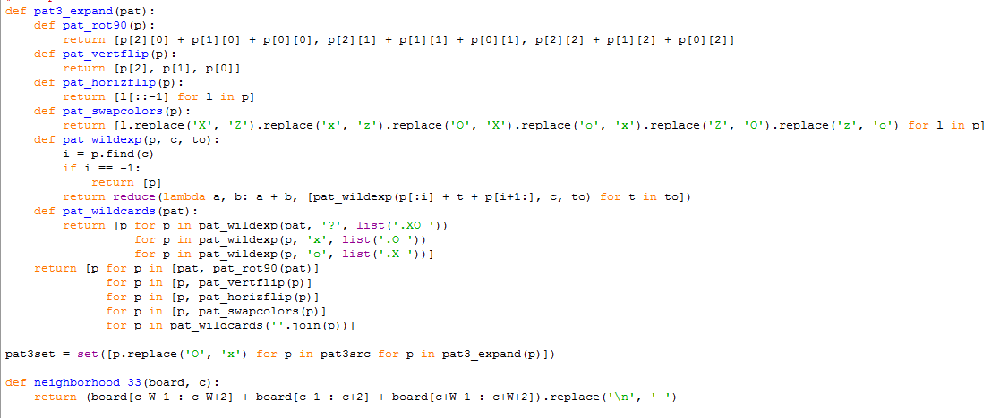 def pat3_expand(pat):
    def pat_rot90(p):
        return [p[2][0] + p[1][0] + p[0][0], p[2][1] + p[1][1] + p[0][1], p[2][2] + p[1][2] + p[0][2]]
    def pat_vertflip(p):
        return [p[2], p[1], p[0]]
    def pat_horizflip(p):
        return [l[::-1] for l in p]
    def pat_swapcolors(p):
        return [l.replace('X', 'Z').replace('x', 'z').replace('O', 'X').replace('o', 'x').replace('Z', 'O').replace('z', 'o') for l in p]
    def pat_wildexp(p, c, to):
        i = p.find(c)
        if i == -1:
            return [p]
        return reduce(lambda a, b: a + b, [pat_wildexp(p[:i] + t + p[i+1:], c, to) for t in to])
    def pat_wildcards(pat):
        return [p for p in pat_wildexp(pat, '?', list('.XO '))
                  for p in pat_wildexp(p, 'x', list('.O '))
                  for p in pat_wildexp(p, 'o', list('.X '))]
    return [p for p in [pat, pat_rot90(pat)]
              for p in [p, pat_vertflip(p)]
              for p in [p, pat_horizflip(p)]
              for p in [p, pat_swapcolors(p)]
              for p in pat_wildcards(''.join(p))]

pat3set = set([p.replace('O', 'x') for p in pat3src for p in pat3_expand(p)])

def neighborhood_33(board, c):
    return (board[c-W-1 : c-W+2] + board[c-1 : c+2] + board[c+W-1 : c+W+2]).replace('\n', ' ')